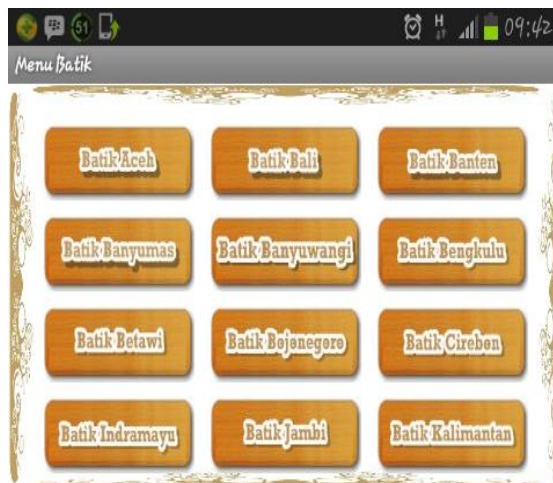 51 H 09:42
Menu Batik
Batik Aceh Batik Bali Batik Banten
Batik Banyumas Batik Banyuwangi Batik Bengkulu
Batik Betawi Batik Bojonegoro Batik Cirebon
Batik Indramayu Batik Jambi Batik Kalimantan